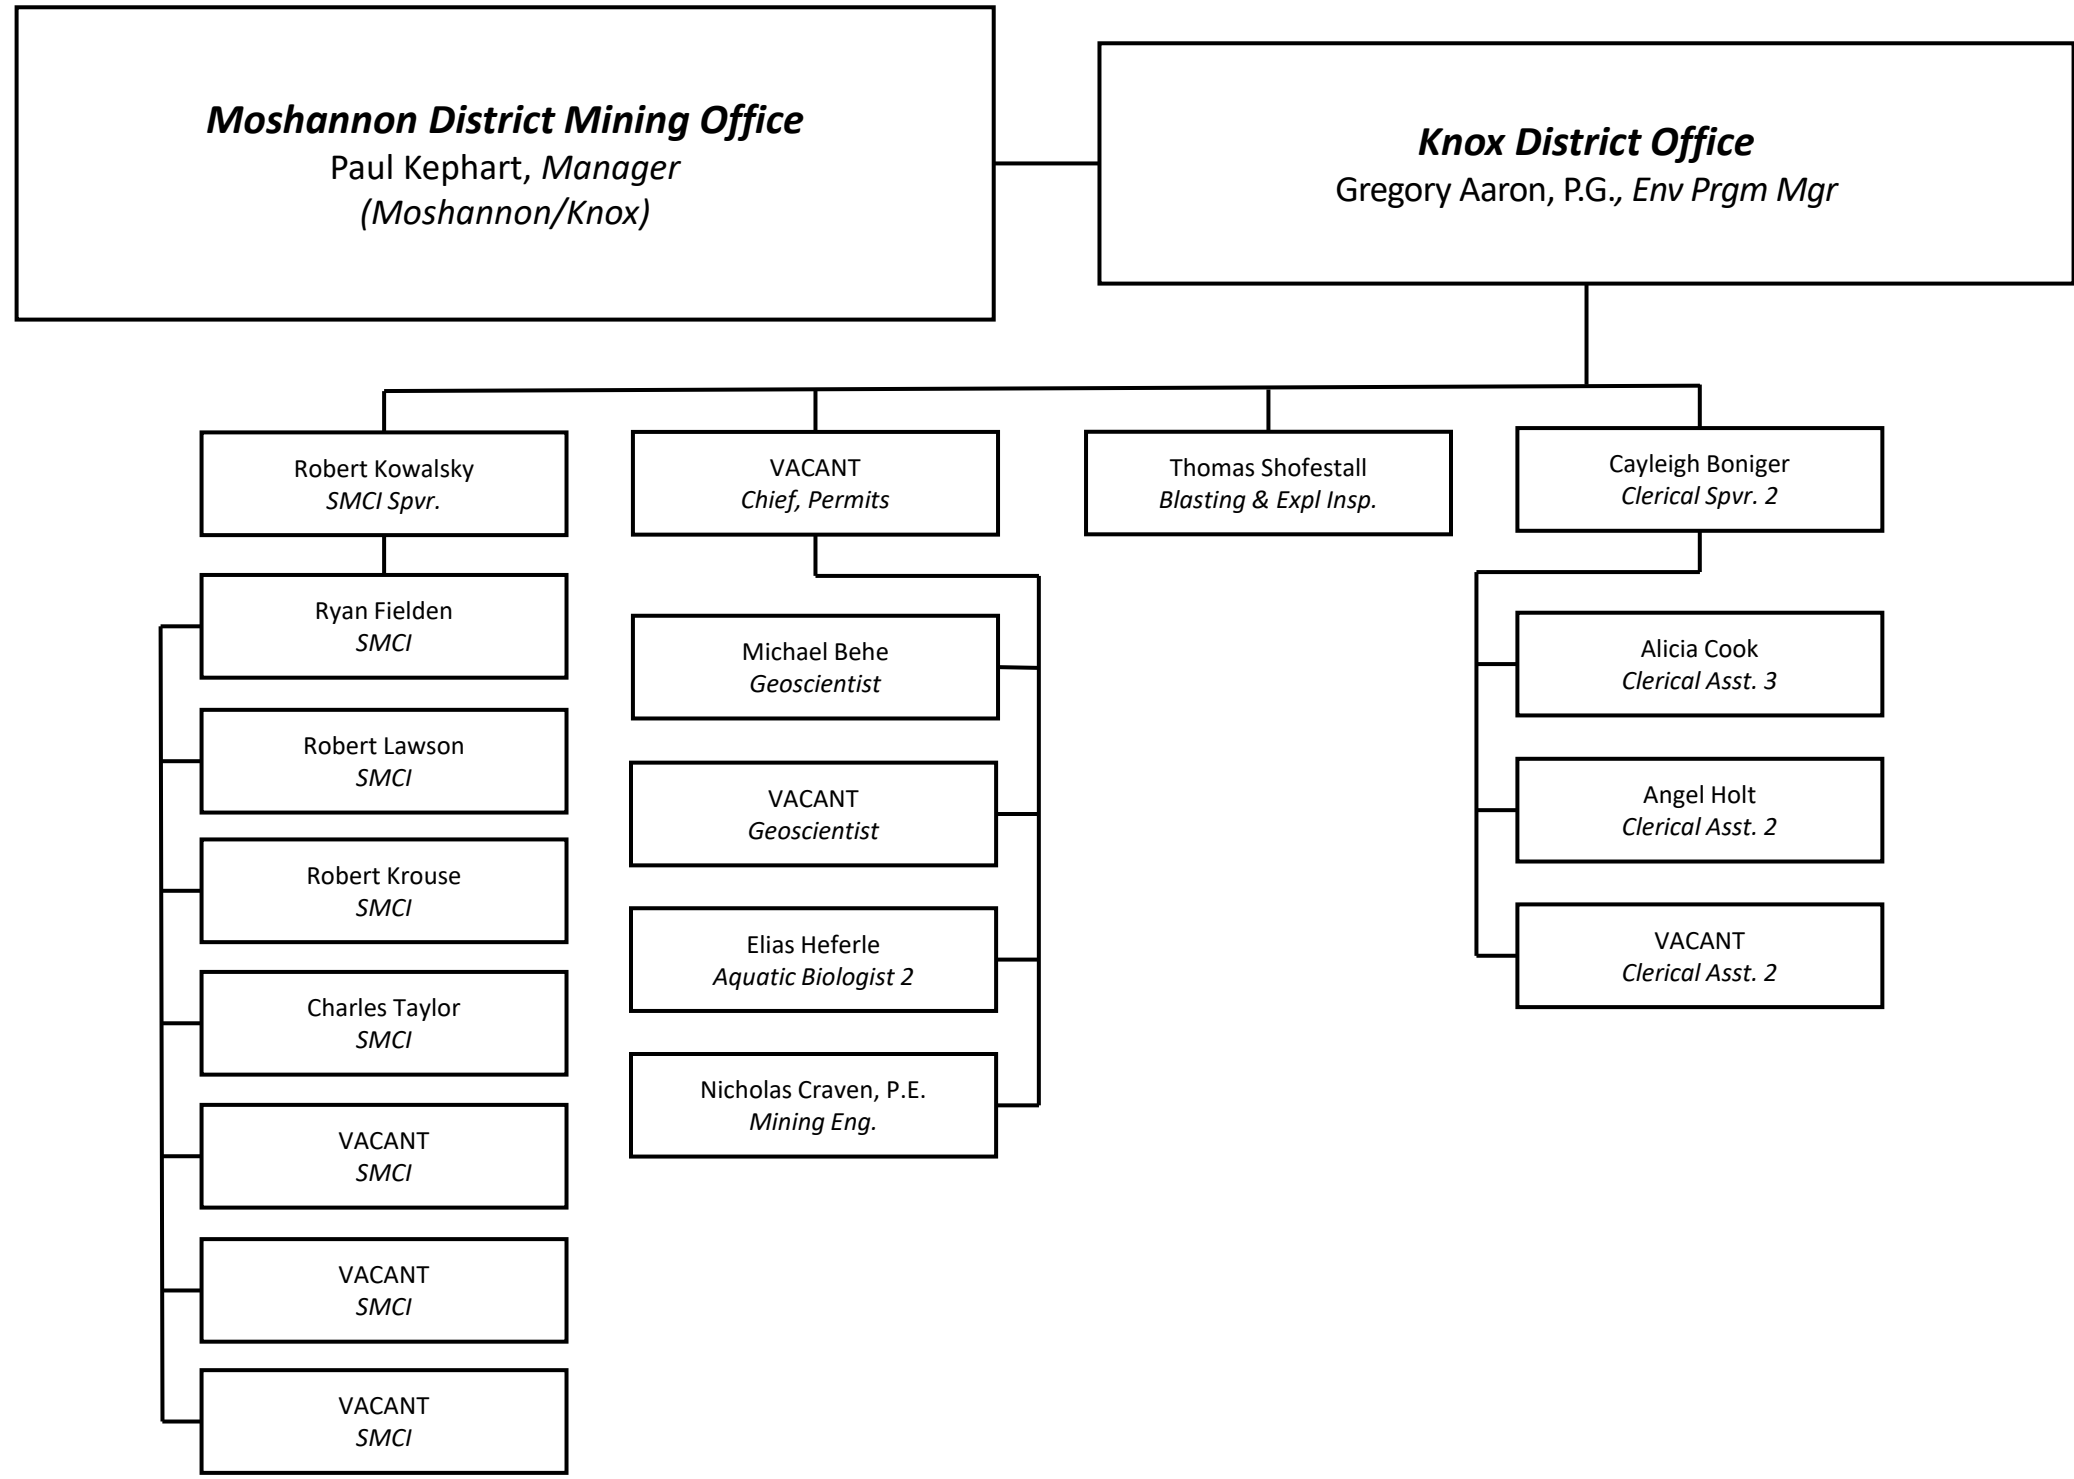 Moshannon District Mining Office
Paul Kephart, Manager
(Moshannon/Knox)
Knox District Office
Gregory Aaron, P.G., Env Prgm Mgr
Robert Kowalsky
SMCI Spvr.
Ryan Fielden
SMCI
Robert Lawson
SMCI
Robert Krouse
SMCI
Charles Taylor
SMCI
VACANT
SMCI
VACANT
SMCI
VACANT
SMCI
VACANT
Chief, Permits
Michael Behe
Geoscientist
VACANT
Geoscientist
Elias Heferle
Aquatic Biologist 2
Nicholas Craven, P.E.
Mining Eng.
Thomas Shofestall
Blasting & Expl Insp.
Cayleigh Boniger
Clerical Spvr. 2
Alicia Cook
Clerical Asst. 3
Angel Holt
Clerical Asst. 2
VACANT
Clerical Asst. 2